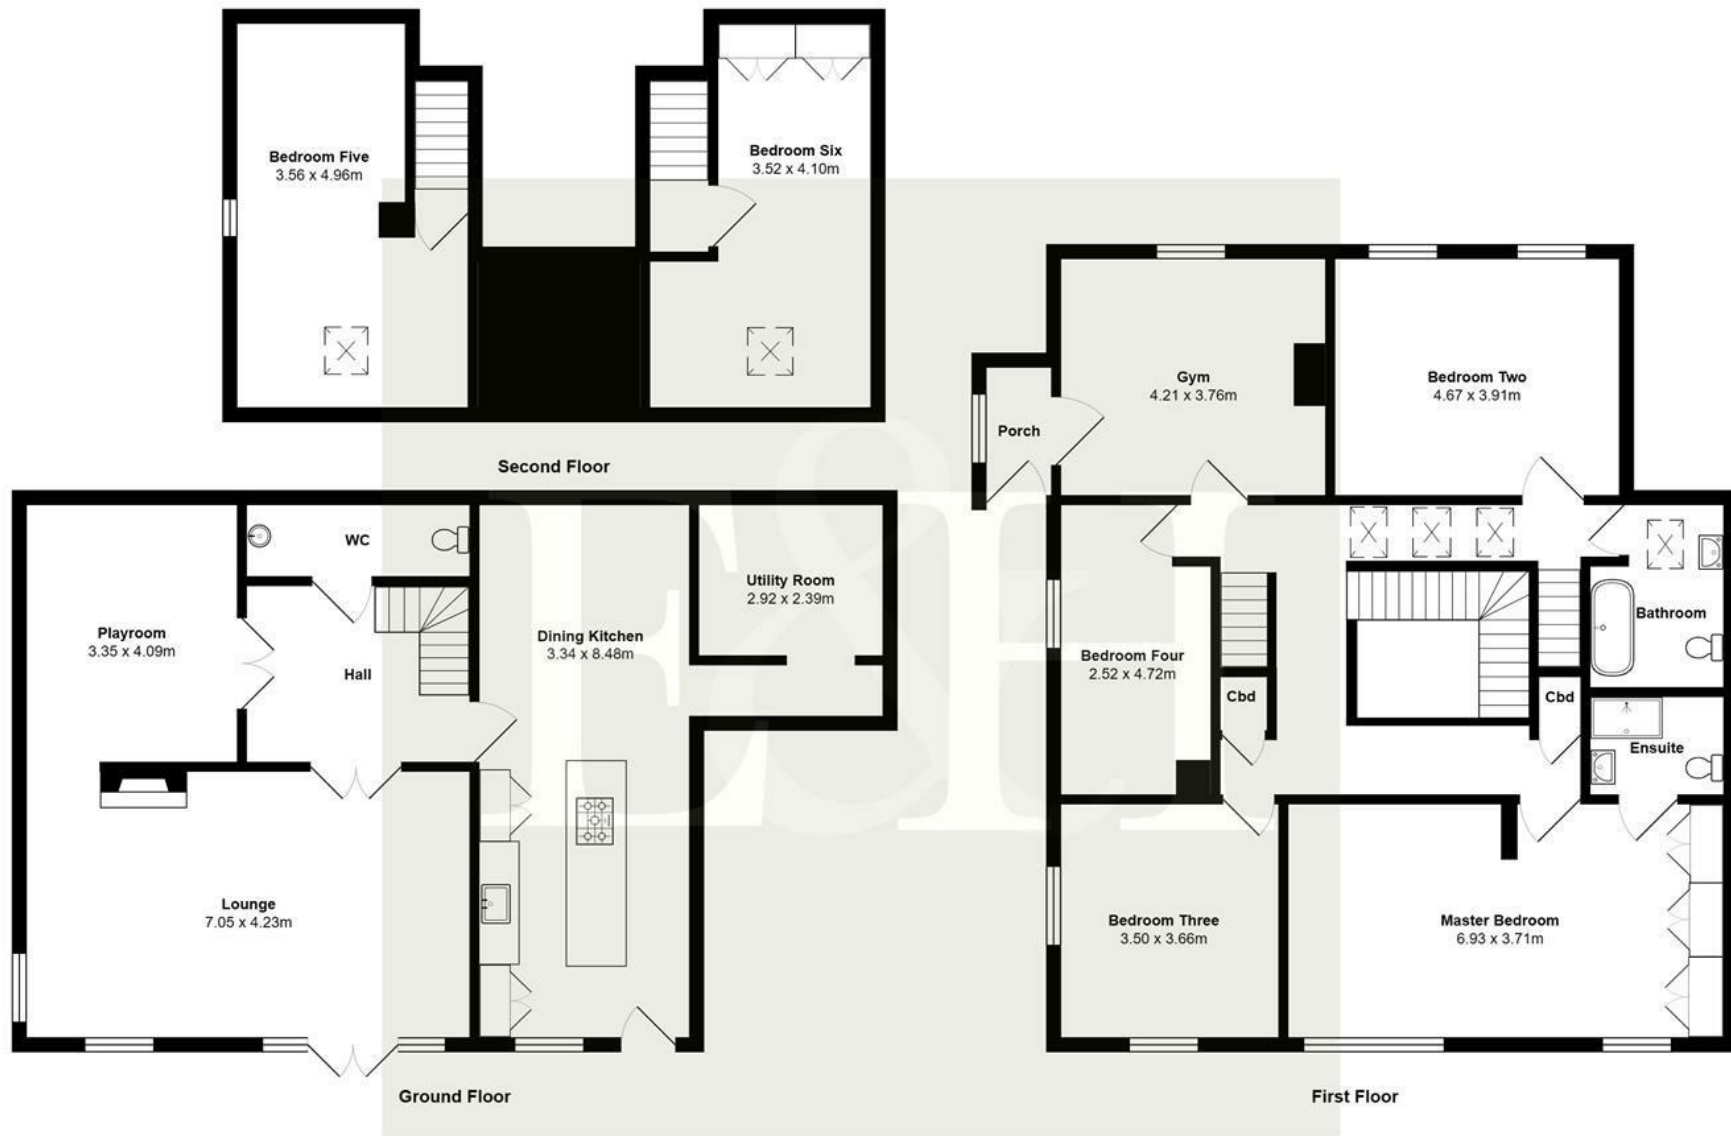 Bedroom Five
3.56 x 4.96m
Bedroom Six
3.52 x 4.10m
Second Floor
Gym
4.21 x 3.76m
Bedroom Two
4.67 x 3.91m
Porch
WC
Utility Room
2.92 x 2.39m
Playroom
3.35 x 4.09m
Dining Kitchen
3.34 x 8.48m
Hall
Lounge
7.05 x 4.23m
Ground Floor
Bathroom
Bedroom Four
2.52 x 4.72m
Cbd
Cbd
Ensuite
Bedroom Three
3.50 x 3.66m
Master Bedroom
6.93 x 3.71m
First Floor
E&H